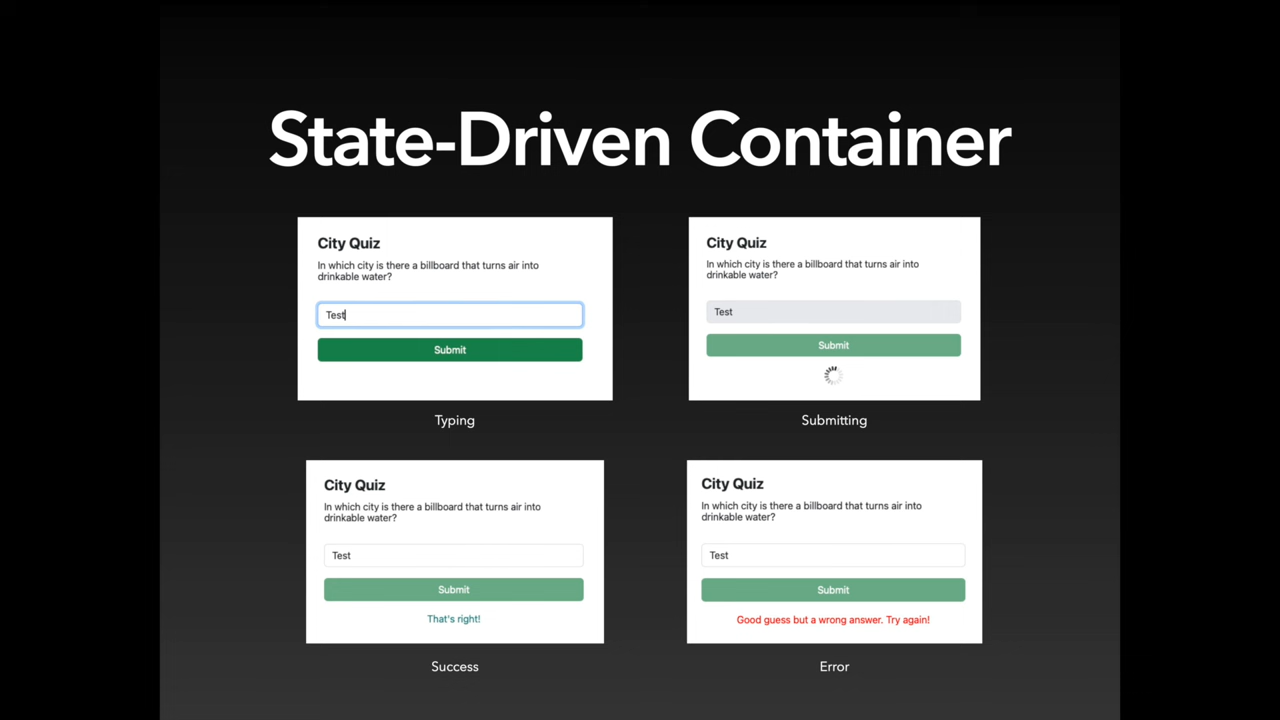 State-Driven Container
City Quiz
In which city is there a billboard that turns air into
drinkable water?
Test
Submit
Typing
City Quiz
In which city is there a billboard that turns air into
drinkable water?
Test
Submit
Submitting
City Quiz
In which city is there a billboard that turns air into
drinkable water?
Test
Submit
That's right!
Success
City Quiz
In which city is there a billboard that turns air into
drinkable water?
Test
Submit
Good guess but a wrong answer. Try again!
Error